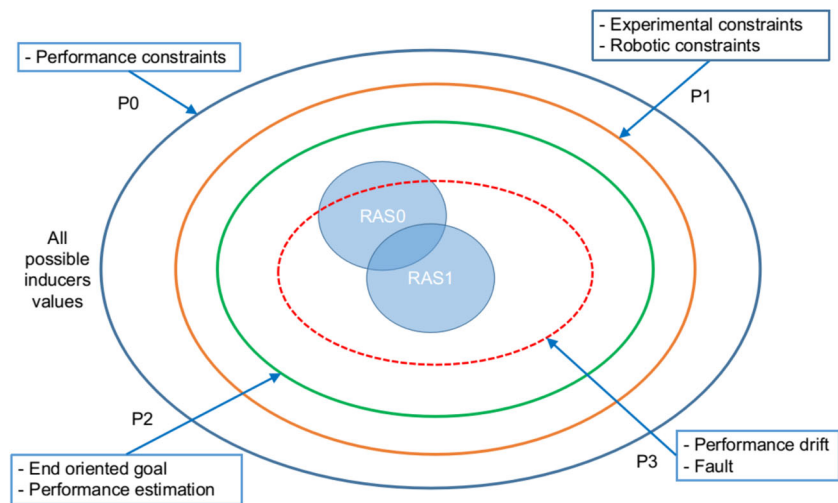 - Performance constraints
P0
- Experimental constraints
- Robotic constraints
P1
All
possible
inducers
values
RAS0
RAS1
P2
- End oriented goal
- Performance estimation
P3
- Performance drift
- Fault